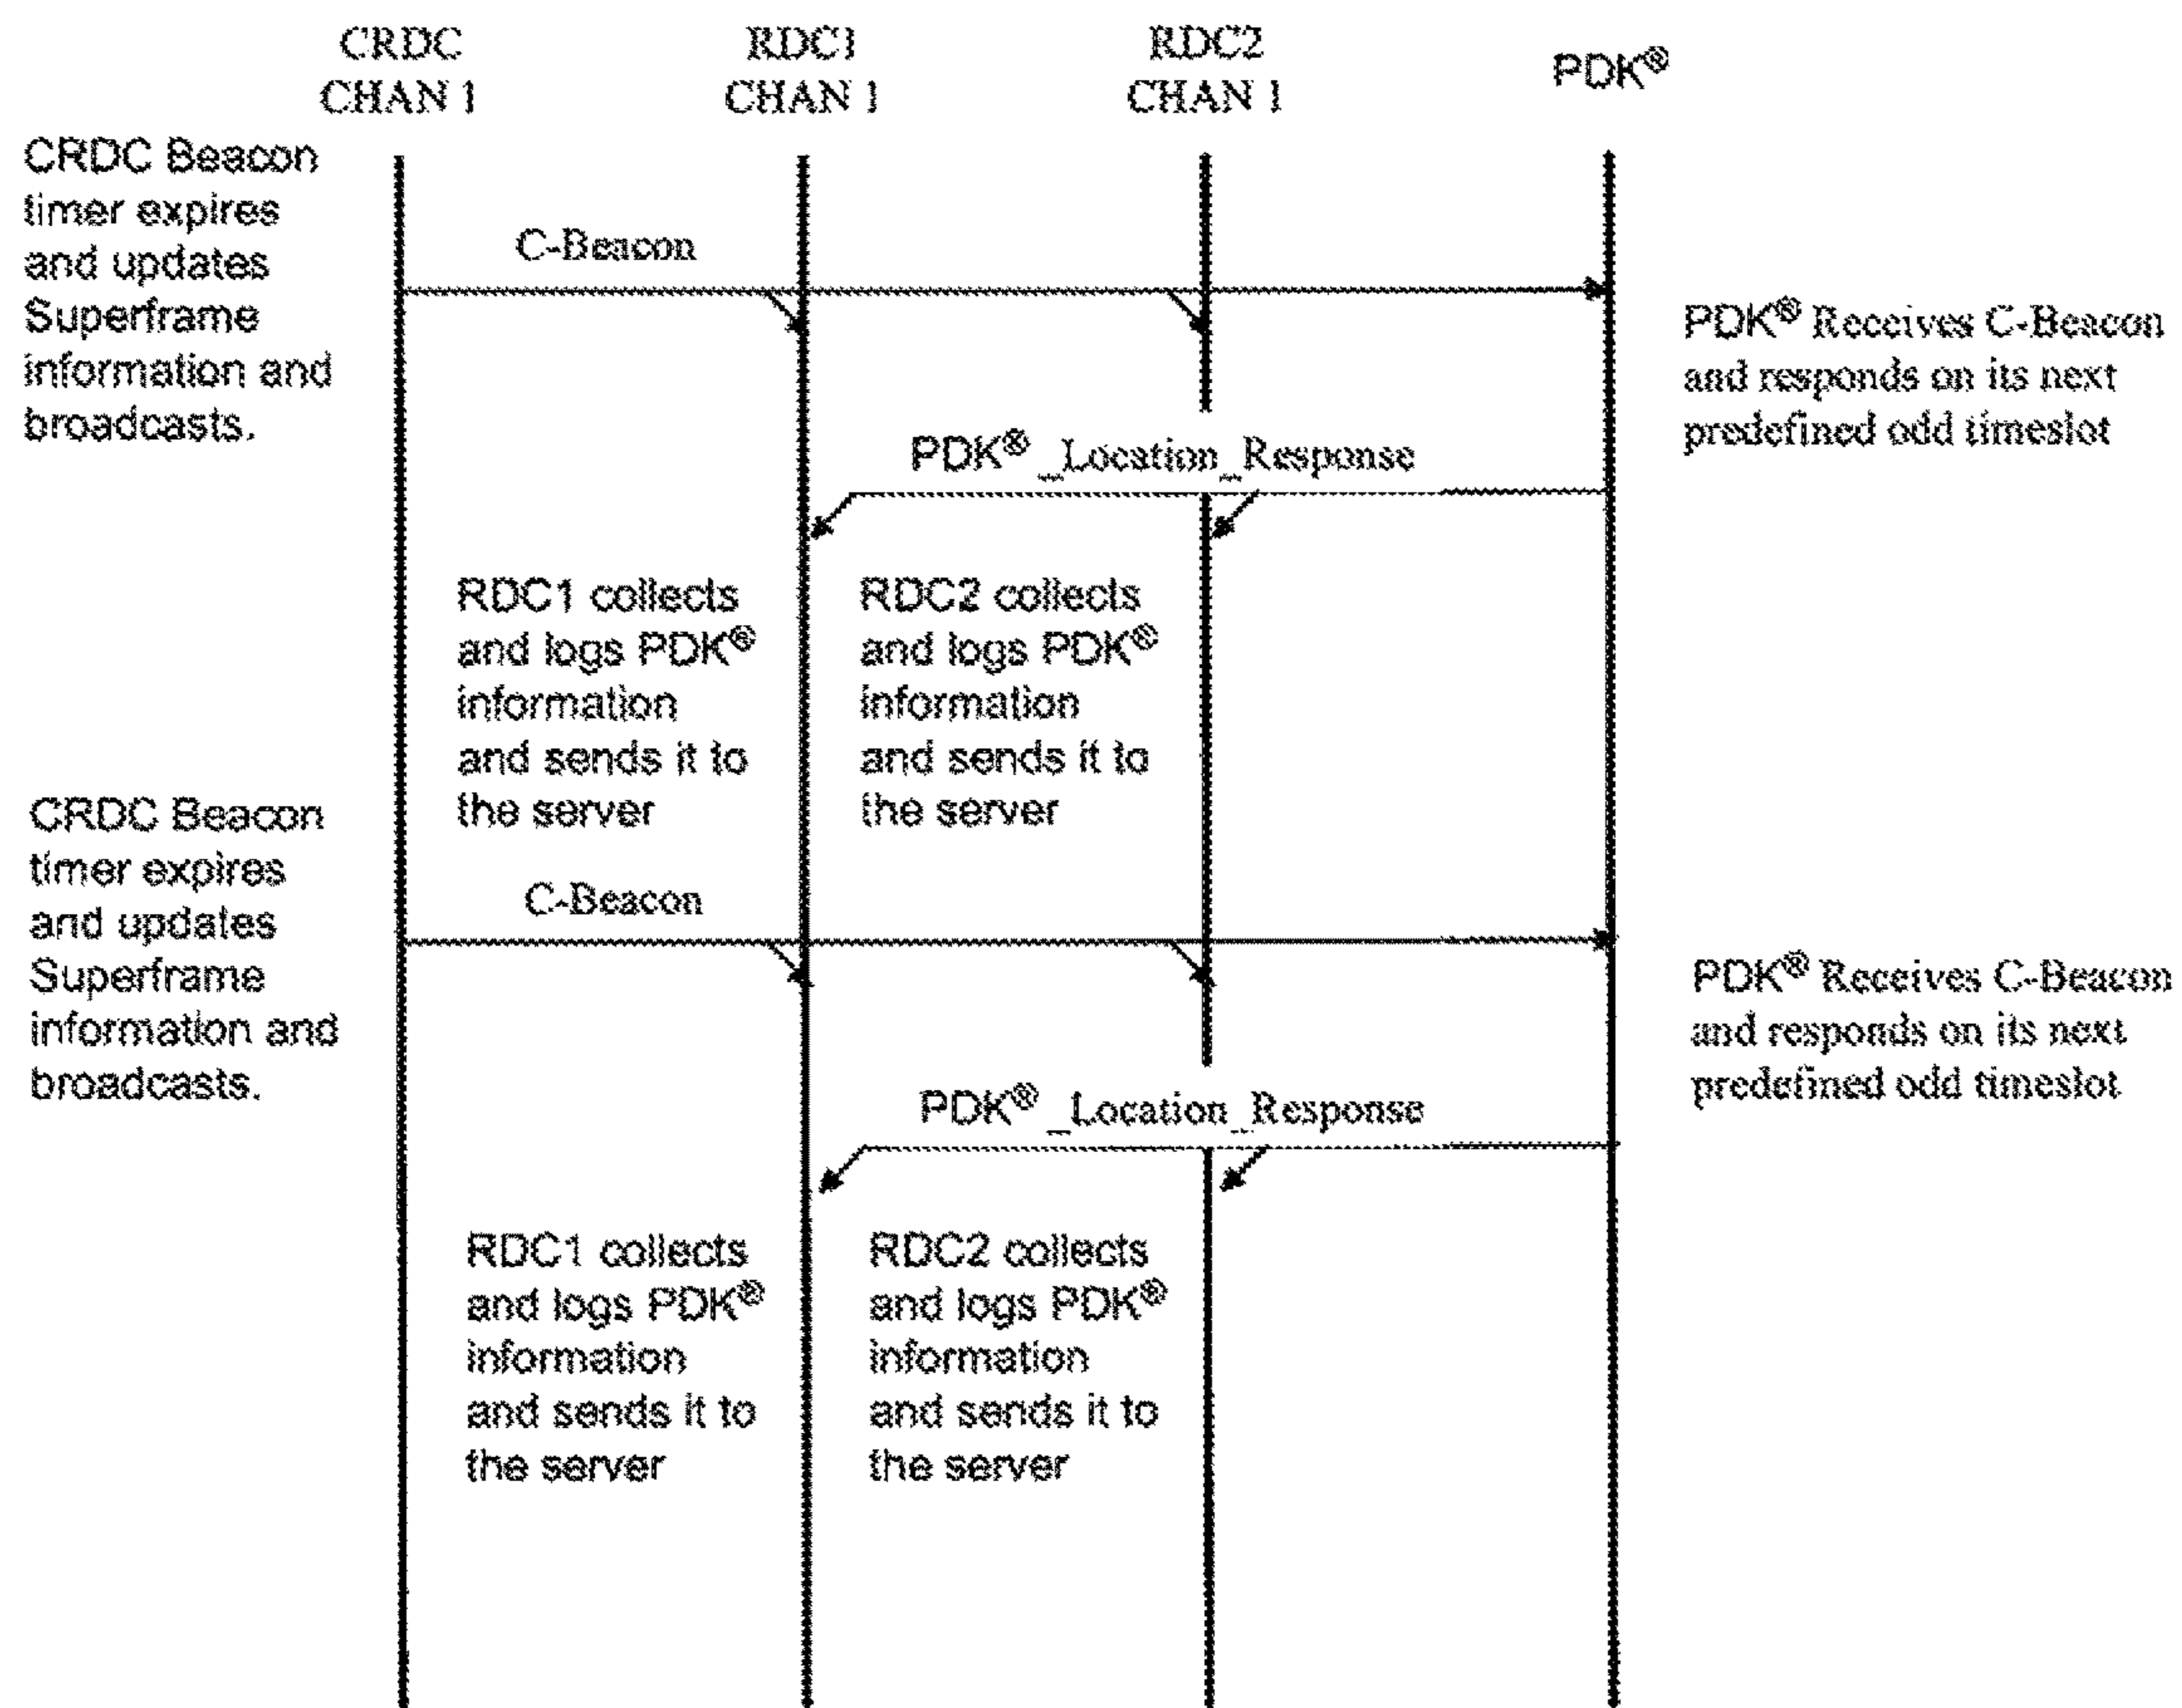 CRDC
CHAN 1
RDC1
CHAN 1
RDC2
CHAN 1
PDK®
CRDC Beacon
timer expires
and updates
Superframe
information and
broadcasts.
C-Beacon
PDK® Receives C-Beacon
and responds on its next
predefined odd timeslot
PDK®_Location_Response
RDC1 collects
and logs PDK®
information
and sends it to
the server
RDC2 collects
and logs PDK®
information
and sends it to
the server
CRDC Beacon
timer expires
and updates
Superframe
information and
broadcasts.
C-Beacon
PDK® Receives C-Beacon
and responds on its next
predefined odd timeslot
PDK®_Location_Response
RDC1 collects
and logs PDK®
information
and sends it to
the server
RDC2 collects
and logs PDK®
information
and sends it to
the server